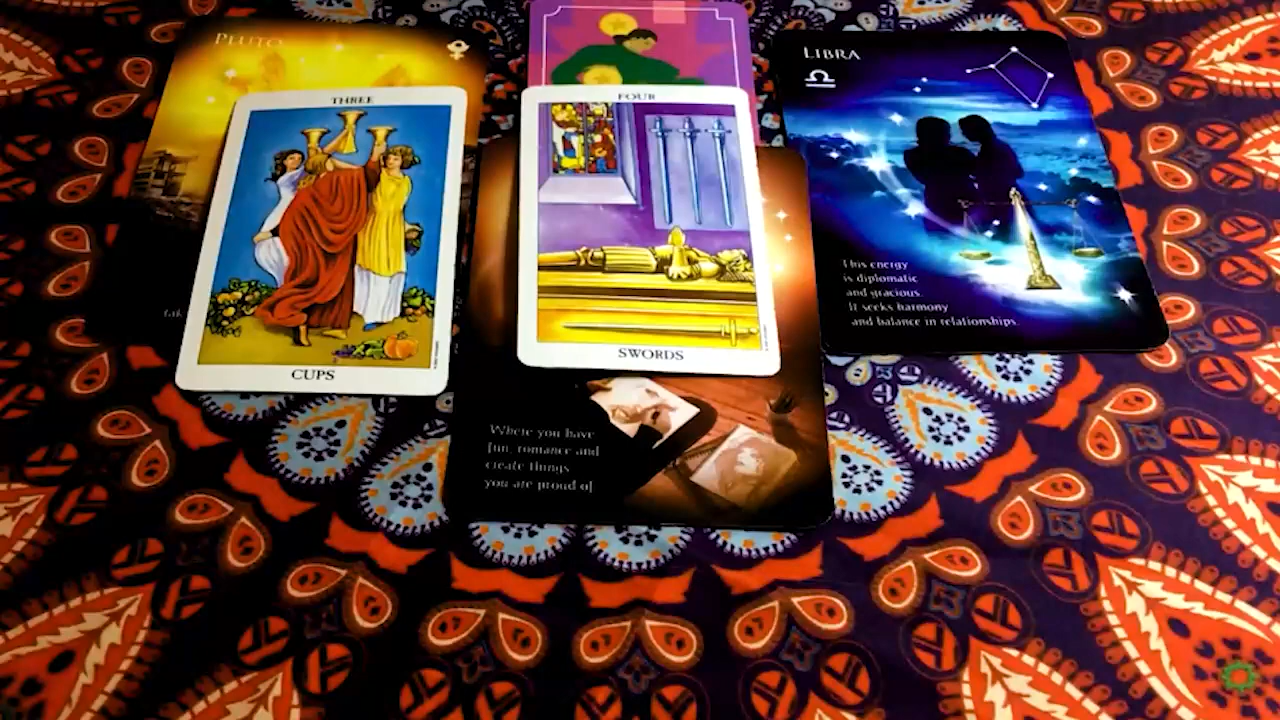 PLUTO
THREE
CUPS
FOUR
SWORDS
Where you have
fun, romance and
create things
you are proud of
LIBRA
This energy
is diplomatic
and gracious.
It seeks harmony
and balance in relationships.